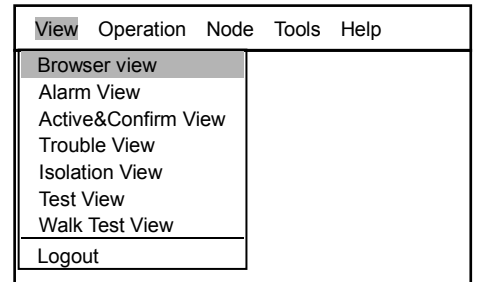 View Operation Node Tools Help
Browser view
Alarm View
Active&Confirm View
Trouble View
Isolation View
Test View
Walk Test View
Logout